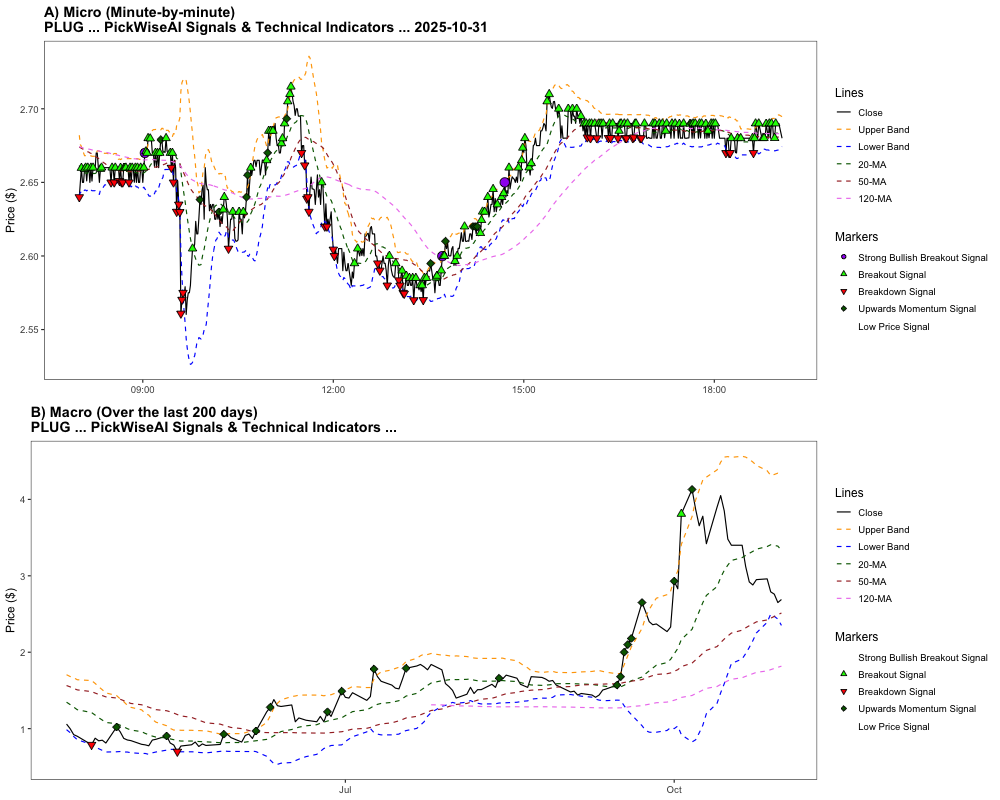 A) Micro (Minute-by-minute)
PLUG ... PickWiseAI Signals & Technical Indicators ... 2025-10-31
Price ($)
2.70
2.65
2.60
2.55
09:00
12:00
15:00
18:00
Lines
Close
Upper Band
Lower Band
20-MA
50-MA
120-MA
Markers
Strong Bullish Breakout Signal
Breakout Signal
Breakdown Signal
Upwards Momentum Signal
Low Price Signal
B) Macro (Over the last 200 days)
PLUG ... PickWiseAI Signals & Technical Indicators ...
Price ($)
4
3
2
1
Jul
Oct
Lines
Close
Upper Band
Lower Band
20-MA
50-MA
120-MA
Markers
Strong Bullish Breakout Signal
Breakout Signal
Breakdown Signal
Upwards Momentum Signal
Low Price Signal